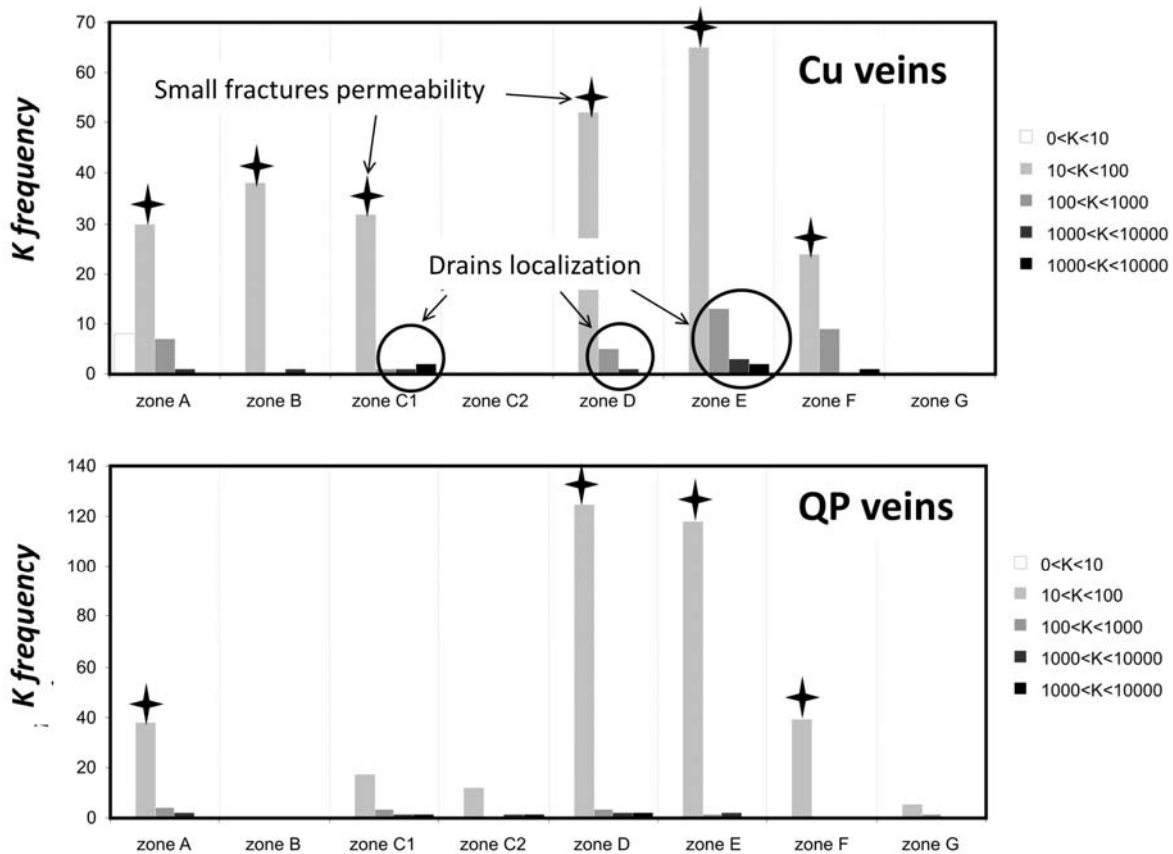 Cu veins
K frequency
70
60
50
40
30
20
10
0
Small fractures permeability
Drains localization
zone A zone B zone C1 zone C2 zone D zone E zone F zone G
0<K<10
10<K<100
100<K<1000
1000<K<10000
1000<K<10000
QP veins
K frequency
140
120
100
80
60
40
20
0
zone A zone B zone C1 zone C2 zone D zone E zone F zone G
0<K<10
10<K<100
100<K<1000
1000<K<10000
1000<K<10000